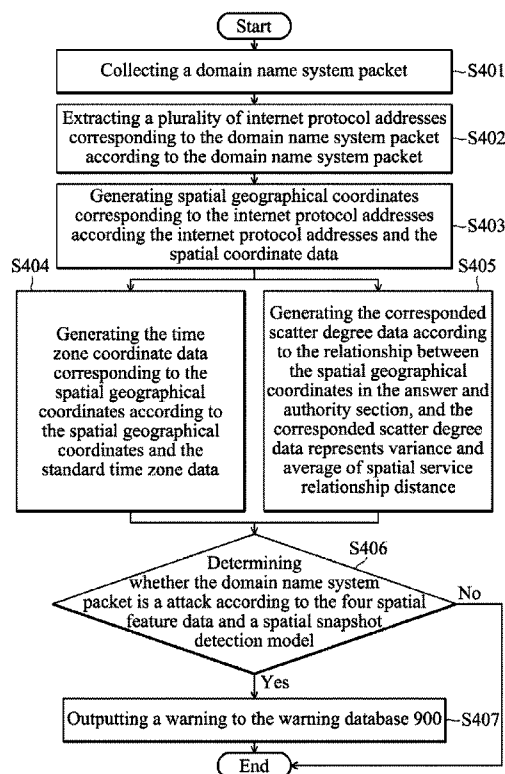 Start
Collecting a domain name system packet
S401
Extracting a plurality of internet protocol addresses
corresponding to the domain name system packet
according to the domain name system packet
S402
Generating spatial geographical coordinates
corresponding to the internet protocol addresses
according the internet protocol addresses and the
spatial coordinate data
S403
S404
Generating the time
zone coordinate data
corresponding to the
spatial geographical
coordinates according to
the spatial geographical
coordinates and the
standard time zone data
S405
Generating the corresponded
scatter degree data according
to the relationship between
the spatial geographical
coordinates in the answer and
authority section, and the
corresponded scatter degree
data represents variance and
average of spatial service
relationship distance
S406
Determining
whether the domain name system
packet is a attack according to the four spatial
feature data and a spatial snapshot
detection model
No
Yes
Outputting a warning to the warning database 900
S407
End